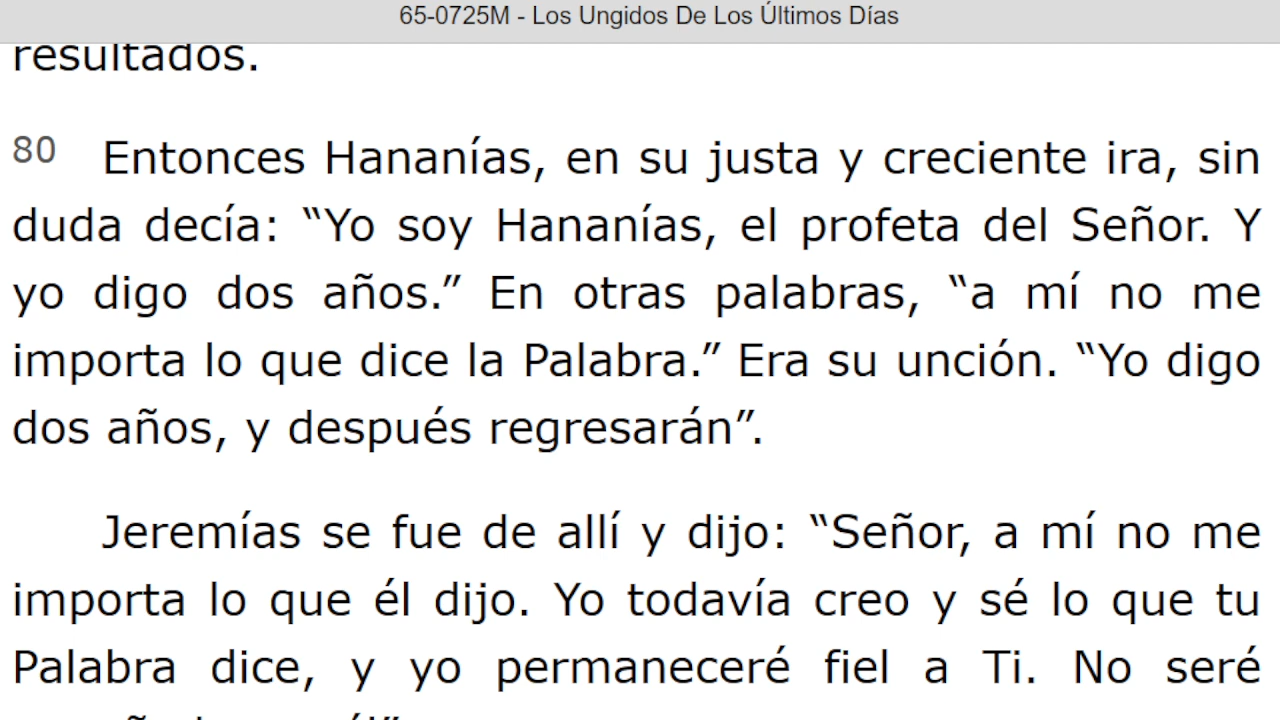 65-0725M - Los Ungidos De Los Últimos Días
resultados.
80 Entonces Hananías, en su justa y creciente ira, sin
duda decía: “Yo soy Hananías, el profeta del Señor. Y
yo digo dos años.” En otras palabras, “a mí no me
importa lo que dice la Palabra.” Era su unción. “Yo digo
dos años, y después regresarán”.
Jeremías se fue de allí y dijo: “Señor, a mí no me
importa lo que él dijo. Yo todavía creo y sé lo que tu
Palabra dice, y yo permaneceré fiel a Ti. No seré